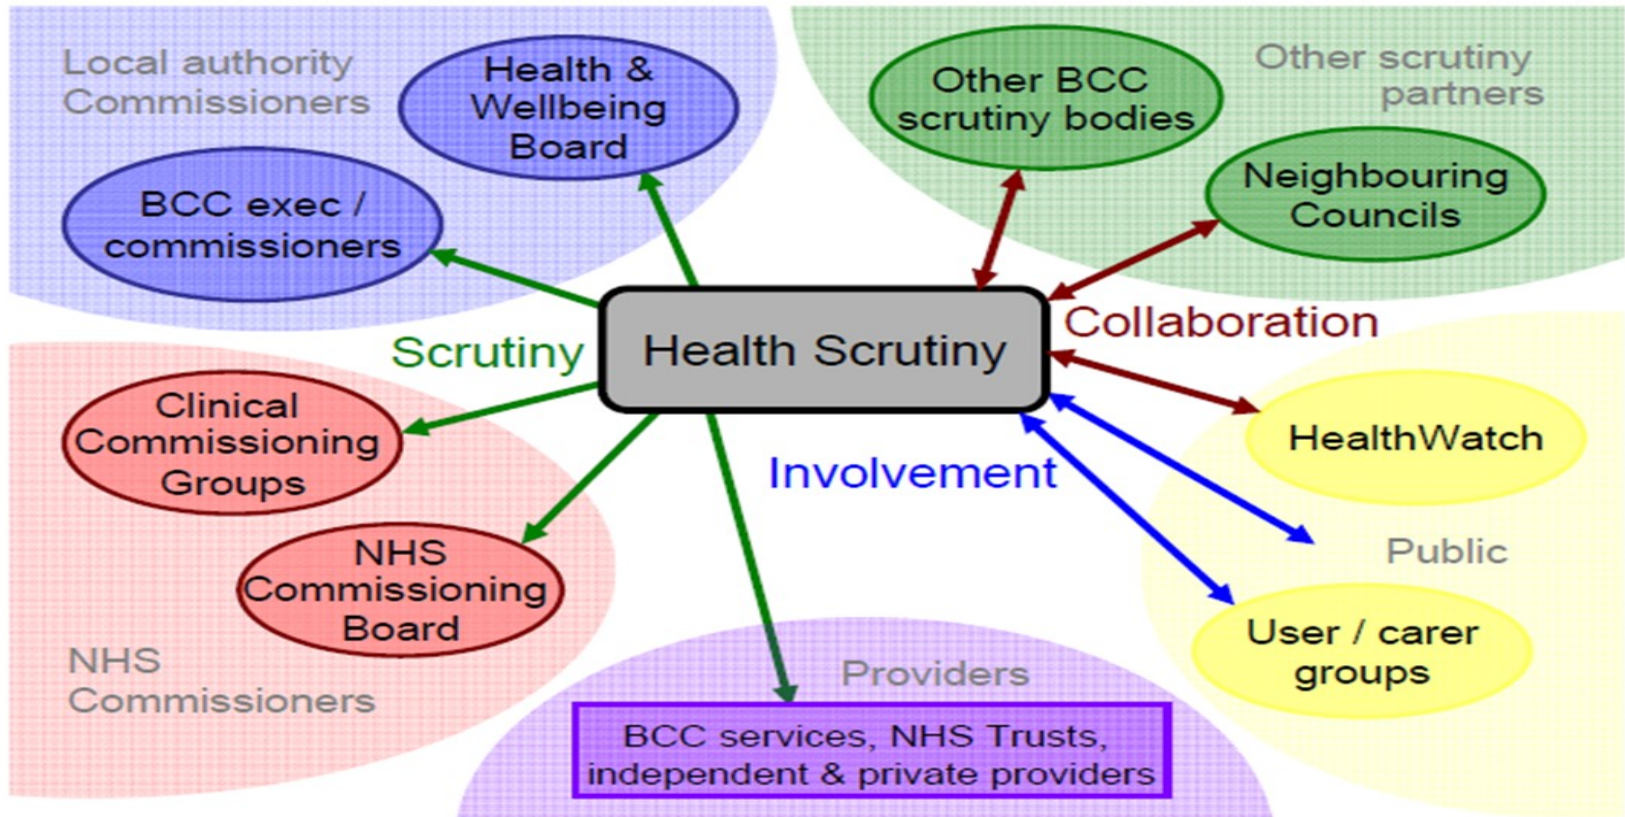 Local authority
Commissioners
Health &
Wellbeing
Board
BCC exec /
commissioners
Other BCC
scrutiny bodies
Other scrutiny
partners
Neighbouring
Councils
Scrutiny
Health Scrutiny
Collaboration
Clinical
Commissioning
Groups
NHS
Commissioning
Board
NHS
Commissioners
Involvement
HealthWatch
Public
User / carer
groups
Providers
BCC services, NHS Trusts,
independent & private providers